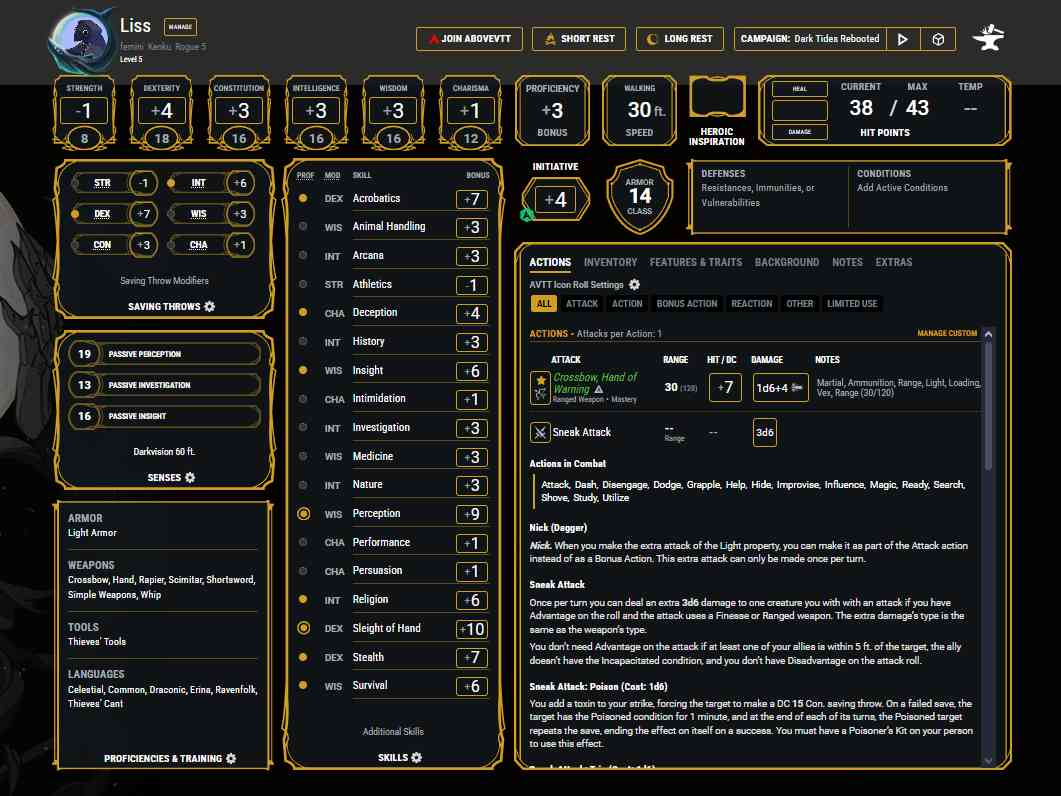 Liss MANAGE
femini Kenku Rogue 5
Level 5
JOIN ABOVEVTT
SHORT REST
LONG REST
CAMPAIGN: Dark Tides Rebooted
STRENGTH
-1
8
DEXTERITY
+4
18
CONSTITUTION
+3
16
INTELLIGENCE
+3
16
WISDOM
+3
16
CHARISMA
+1
12
PROFICIENCY
+3
BONUS
WALKING
30 ft.
SPEED
HEROIC
INSPIRATION
HEAL
DAMAGE
CURRENT MAX TEMP
38 / 43 --
HIT POINTS
STR -1 INT +6
DEX +7 WIS +3
CON +3 CHA +1
Saving Throw Modifiers
SAVING THROWS
19 PASSIVE PERCEPTION
13 PASSIVE INVESTIGATION
16 PASSIVE INSIGHT
Darkvision 60 ft.
SENSES
ARMOR
Light Armor
WEAPONS
Crossbow, Hand, Rapier, Scimitar, Shortsword,
Simple Weapons, Whip
TOOLS
Thieves' Tools
LANGUAGES
Celestial, Common, Draconic, Erina, Ravenfolk,
Thieves' Cant
PROFICIENCIES & TRAINING
PROF MOD SKILL BONUS
DEX Acrobatics +7
WIS Animal Handling +3
INT Arcana +3
STR Athletics -1
CHA Deception +4
INT History +3
WIS Insight +6
CHA Intimidation +1
INT Investigation +3
WIS Medicine +3
INT Nature +3
WIS Perception +9
CHA Performance +1
CHA Persuasion +1
INT Religion +6
DEX Sleight of Hand +10
DEX Stealth +7
WIS Survival +6
Additional Skills
SKILLS
INITIATIVE
+4
ARMOR
14
CLASS
DEFENSES
Resistances, Immunities, or
Vulnerabilities
CONDITIONS
Add Active Conditions
ACTIONS INVENTORY FEATURES & TRAITS BACKGROUND NOTES EXTRAS
AVTT Icon Roll Settings
ALL ATTACK ACTION BONUS ACTION REACTION OTHER LIMITED USE
ACTIONS • Attacks per Action: 1 MANAGE CUSTOM
ATTACK RANGE HIT / DC DAMAGE NOTES
Crossbow, Hand of
Warning
Ranged Weapon • Mastery
30 (120) +7 1d6+4
Martial, Ammunition, Range, Light, Loading,
Vex, Range (30/120)
Sneak Attack -- -- 3d6
Range
Actions in Combat
Attack, Dash, Disengage, Dodge, Grapple, Help, Hide, Improvise, Influence, Magic, Ready, Search,
Shove, Study, Utilize
Nick (Dagger)
Nick. When you make the extra attack of the Light property, you can make it as part of the Attack action
instead of as a Bonus Action. This extra attack can only be made once per turn.
Sneak Attack
Once per turn you can deal an extra 3d6 damage to one creature you with with an attack if you have
Advantage on the roll and the attack uses a Finesse or Ranged weapon. The extra damage's type is the
same as the weapon's type.
You don't need Advantage on the attack if at least one of your allies is within 5 ft. of the target, the ally
doesn't have the Incapacitated condition, and you don't have Disadvantage on the attack roll.
Sneak Attack: Poison (Cost: 1d6)
You add a toxin to your strike, forcing the target to make a DC 15 Con. saving throw. On a failed save, the
target has the Poisoned condition for 1 minute, and at the end of each of its turns, the Poisoned target
repeats the save, ending the effect on itself on a success. You must have a Poisoner's Kit on your person
to use this effect.